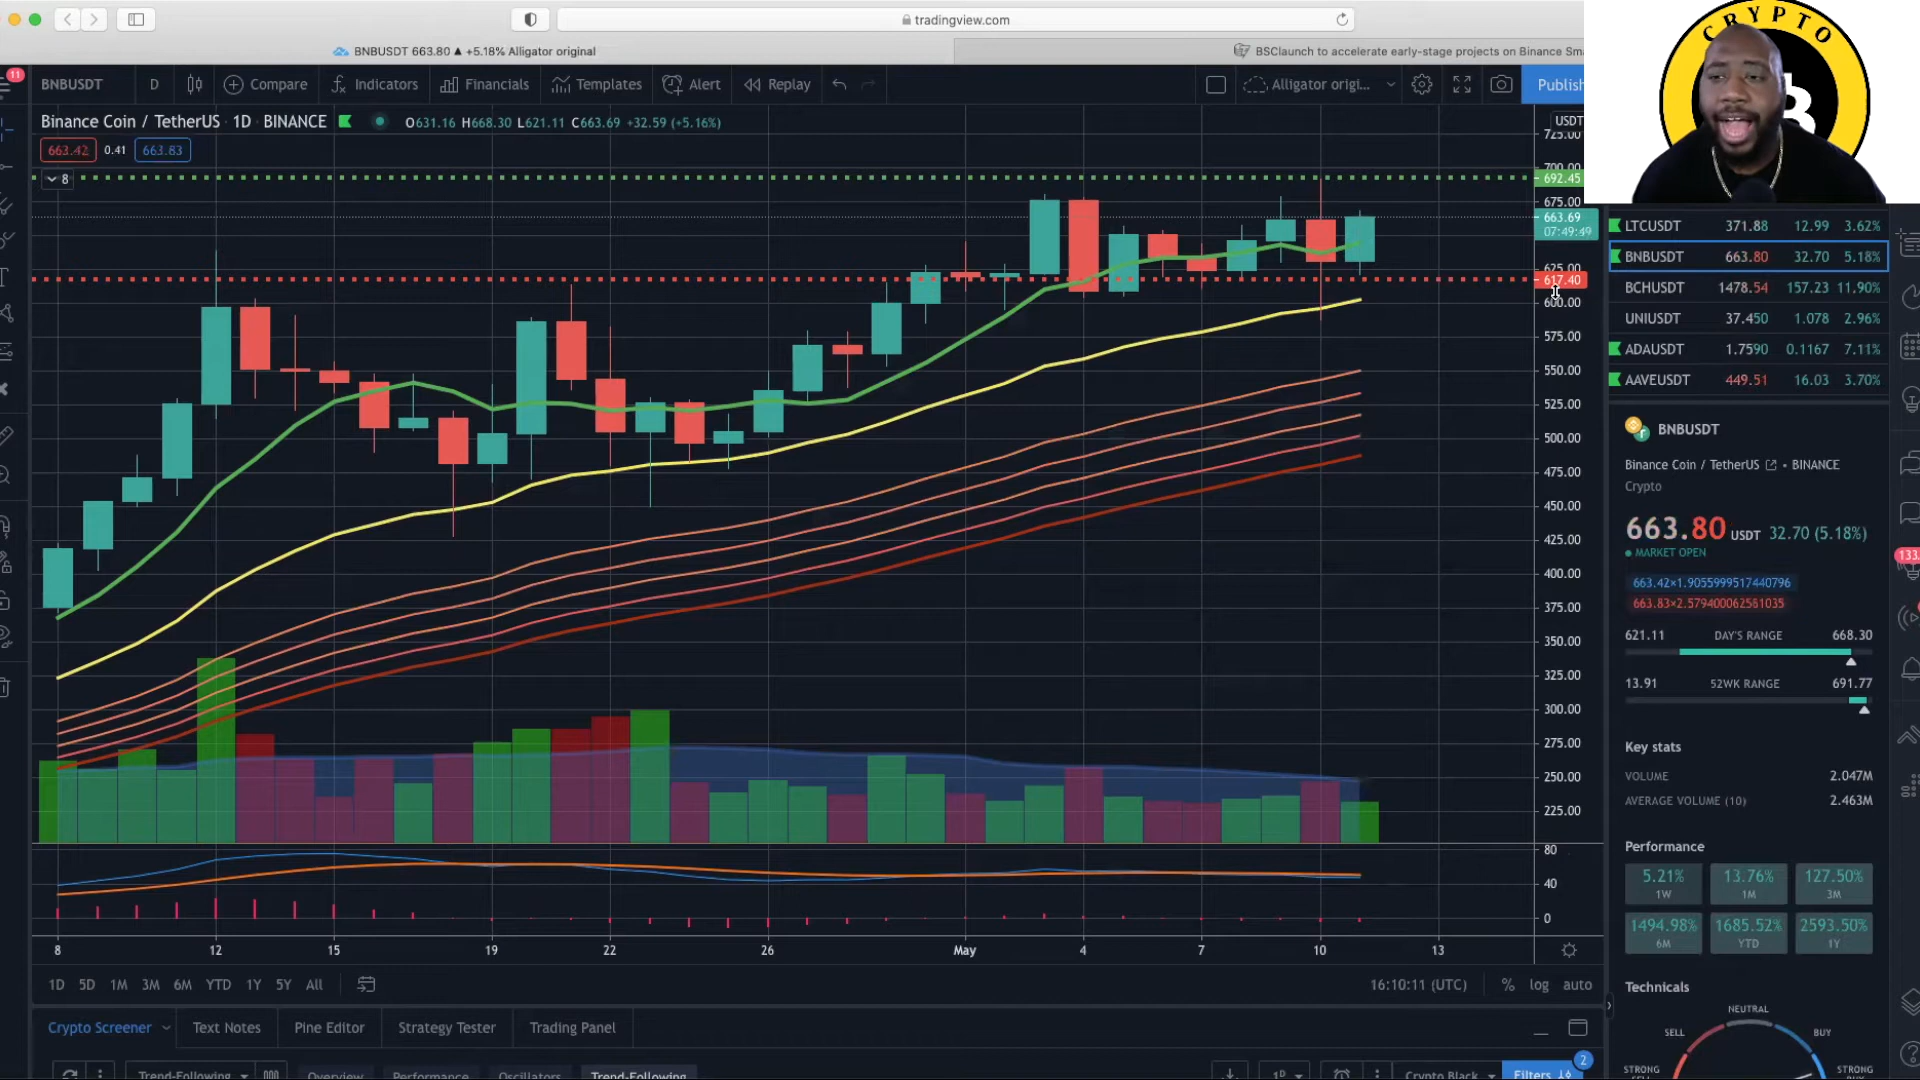 tradingview.com
BNBUSDT 663.80 ▲ +5.18% Alligator original
BSClaunch to accelerate early-stage projects on Binance Sma
CRYPTO
11
BNBUSDT
D
Compare
Indicators
Financials
Templates
Alert
Replay
Alligator origi...
Publish
Binance Coin / TetherUS · 1D · BINANCE
O631.16 H668.30 L621.11 C663.69 +32.59 (+5.16%)
USDT
663.42
0.41
663.83
8
725.00
700.00
692.45
675.00
663.69
07:49:49
625.00
617.40
600.00
575.00
550.00
525.00
500.00
475.00
450.00
425.00
400.00
375.00
350.00
325.00
300.00
275.00
250.00
225.00
80
40
0
8
12
15
19
22
26
May
4
7
10
13
1D
5D
1M
3M
6M
YTD
1Y
5Y
All
16:10:11 (UTC)
%
log
auto
Crypto Screener
Text Notes
Pine Editor
Strategy Tester
Trading Panel
Trend-Following
Overview
Performance
Oscillators
Trend-Following
1D
Crypto Black
Filters
2
LTCUSDT 371.88 12.99 3.62%
BNBUSDT 663.80 32.70 5.18%
BCHUSDT 1478.54 157.23 11.90%
UNIUSDT 37.450 1.078 2.96%
ADAUSDT 1.7590 0.1167 7.11%
AAVEUSDT 449.51 16.03 3.70%
BNBUSDT
Binance Coin / TetherUS • BINANCE
Crypto
663.80 USDT 32.70 (5.18%)
MARKET OPEN
663.42×1.9055999517440796
663.83×2.579400062561035
621.11 DAY'S RANGE 668.30
13.91 52WK RANGE 691.77
Key stats
VOLUME 2.047M
AVERAGE VOLUME (10) 2.463M
Performance
5.21% 13.76% 127.50%
1W 1M 3M
1494.98% 1685.52% 2593.50%
6M YTD 1Y
Technicals
NEUTRAL
SELL
BUY
STRONG
STRONG
133